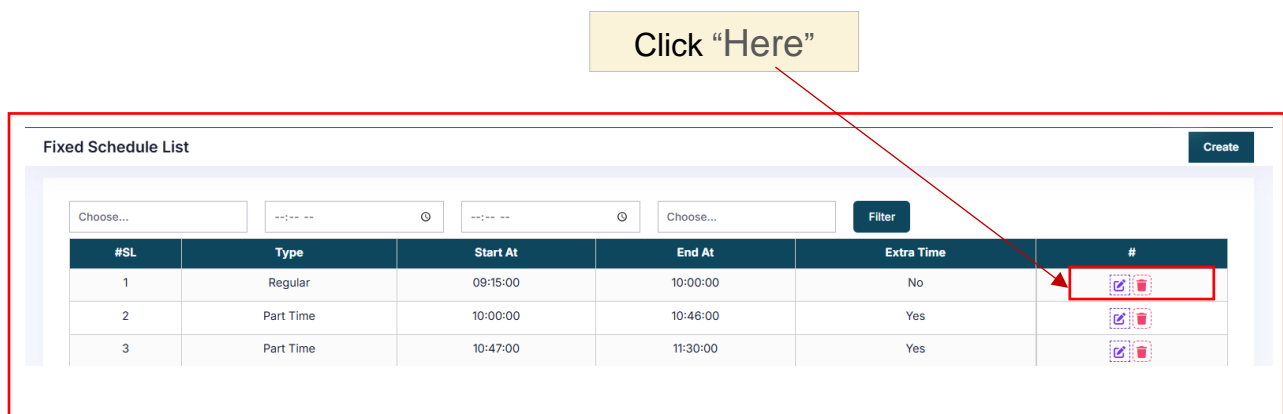 Click “Here”
Fixed Schedule List Create
Choose... --:-- -- --:-- -- Choose... Filter
#SL Type Start At End At Extra Time #
1 Regular 09:15:00 10:00:00 No
2 Part Time 10:00:00 10:46:00 Yes
3 Part Time 10:47:00 11:30:00 Yes